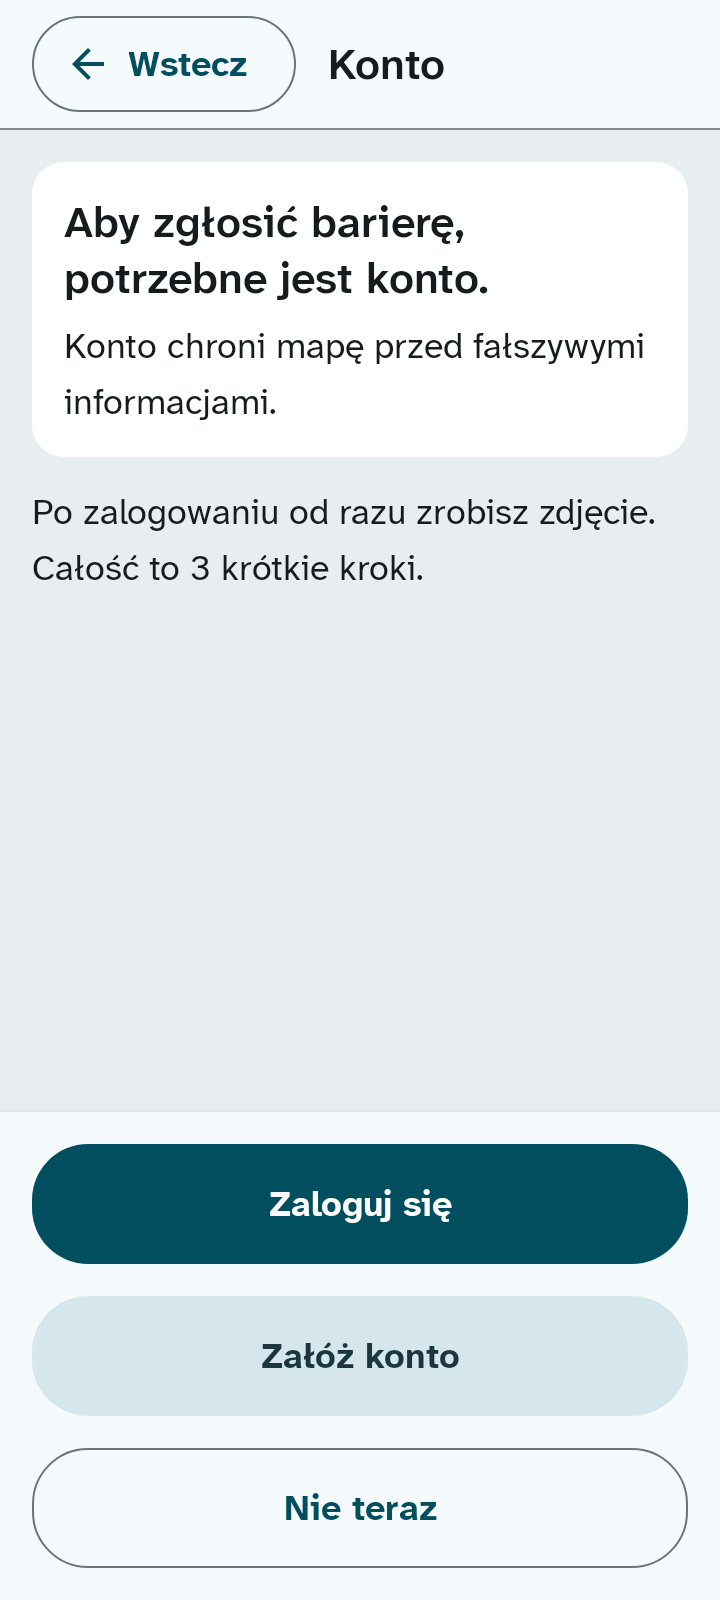 Wstecz
Konto
Aby zgłosić barierę,
potrzebne jest konto.
Konto chroni mapę przed fałszywymi
informacjami.
Po zalogowaniu od razu zrobisz zdjęcie.
Całość to 3 krótkie kroki.
Zaloguj się
Załóż konto
Nie teraz